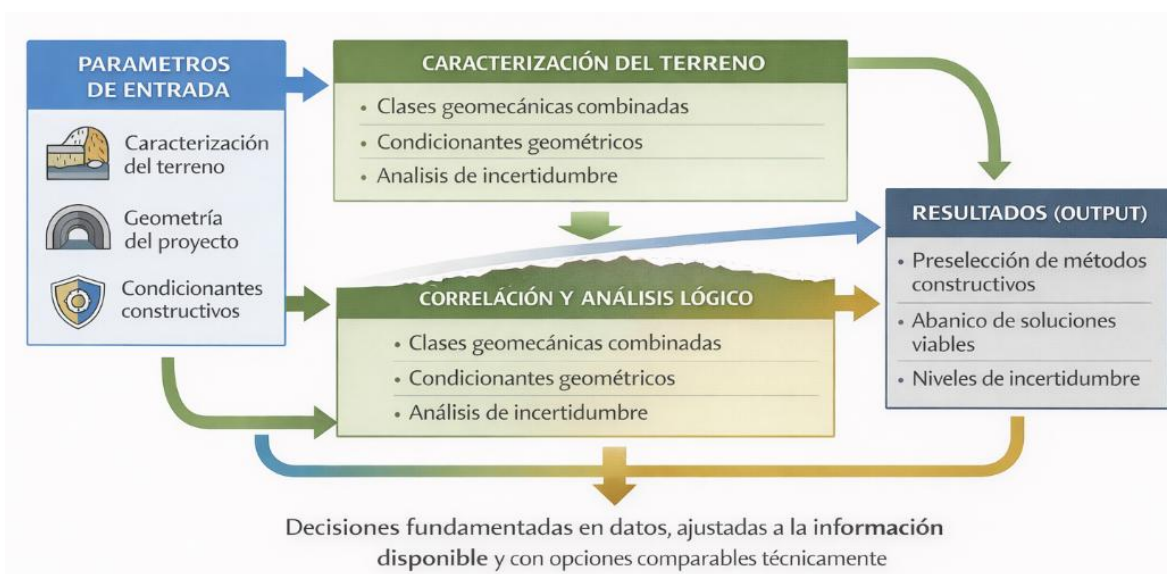 PARAMETROS
DE ENTRADA
Caracterización
del terreno
Geometría
del proyecto
Condicionantes
constructivos
CARACTERIZACIÓN DEL TERRENO
• Clases geomecánicas combinadas
• Condicionantes geométricos
• Analisis de incertidumbre
CORRELACIÓN Y ANÁLISIS LÓGICO
• Clases geomecánicas combinadas
• Condicionantes geométricos
• Análisis de incertidumbre
RESULTADOS (OUTPUT)
• Preselección de métodos
constructivos
• Abanico de soluciones
viables
• Niveles de incertidumbre
Decisiones fundamentadas en datos, ajustadas a la información
disponible y con opciones comparables técnicamente